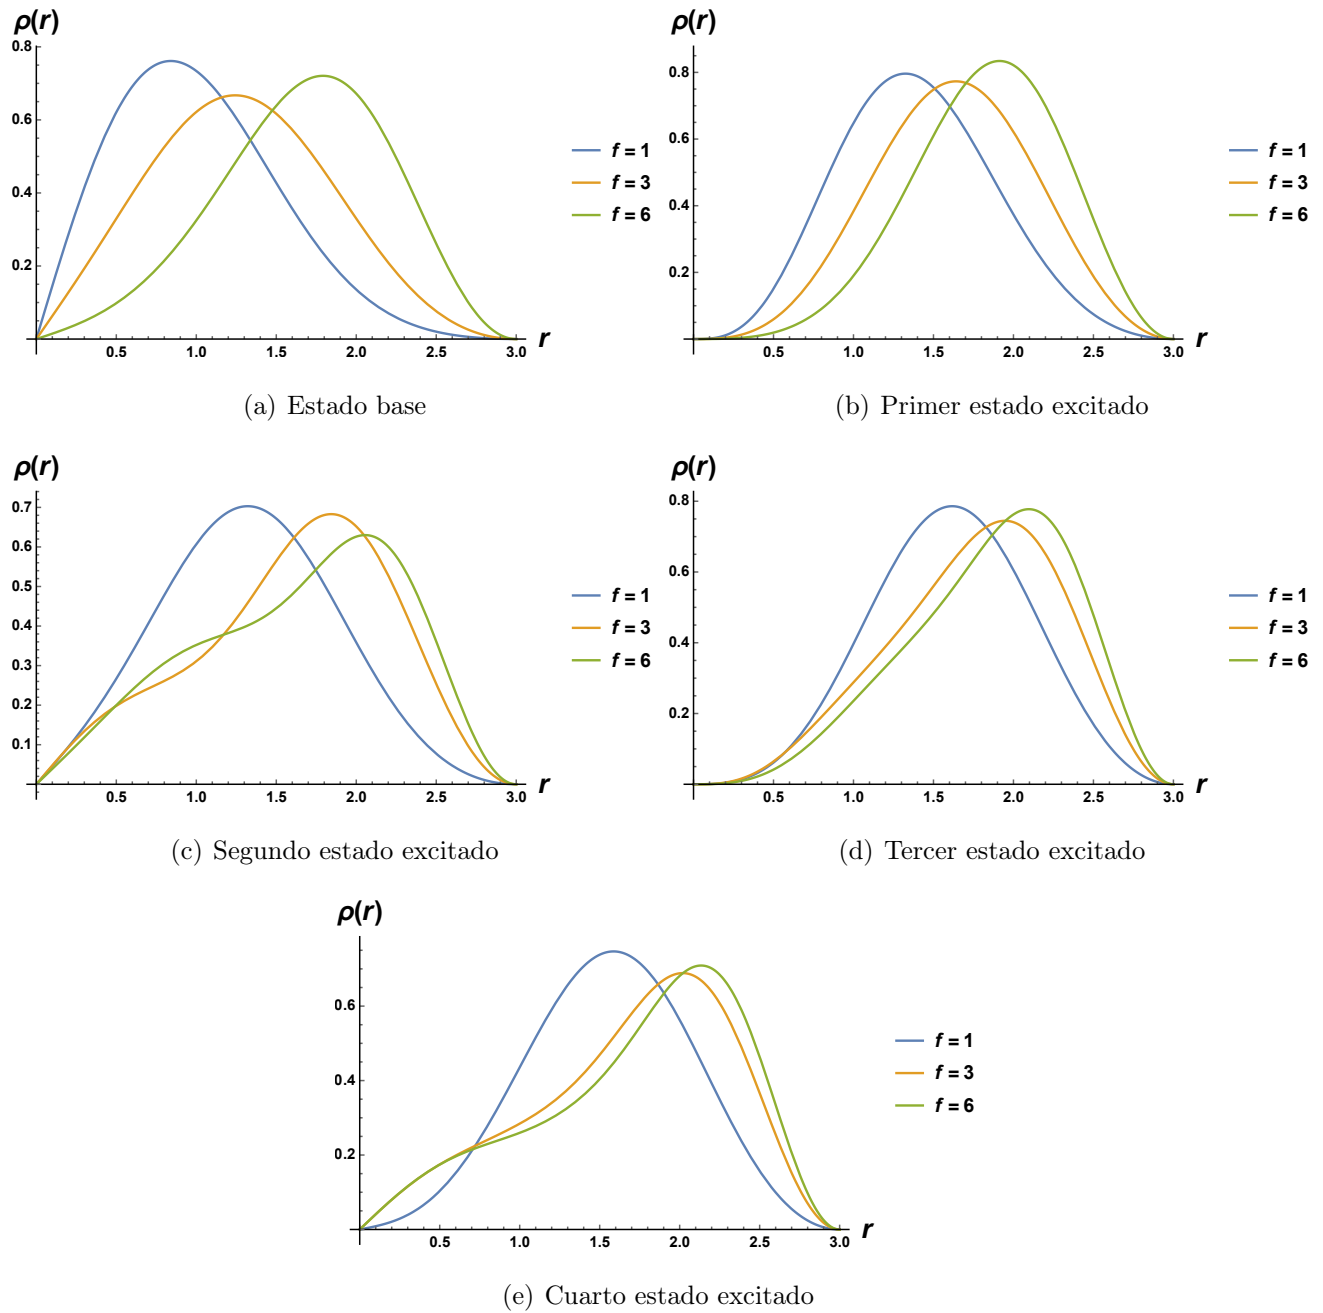 ρ(r)
0.8
0.6
0.4
0.2
0.5 1.0 1.5 2.0 2.5 3.0 r
f = 1
f = 3
f = 6
(a) Estado base
ρ(r)
0.8
0.6
0.4
0.2
0.5 1.0 1.5 2.0 2.5 3.0 r
f = 1
f = 3
f = 6
(b) Primer estado excitado
ρ(r)
0.7
0.6
0.5
0.4
0.3
0.2
0.1
0.5 1.0 1.5 2.0 2.5 3.0 r
f = 1
f = 3
f = 6
(c) Segundo estado excitado
ρ(r)
0.8
0.6
0.4
0.2
0.5 1.0 1.5 2.0 2.5 3.0 r
f = 1
f = 3
f = 6
(d) Tercer estado excitado
ρ(r)
0.6
0.4
0.2
0.5 1.0 1.5 2.0 2.5 3.0 r
f = 1
f = 3
f = 6
(e) Cuarto estado excitado